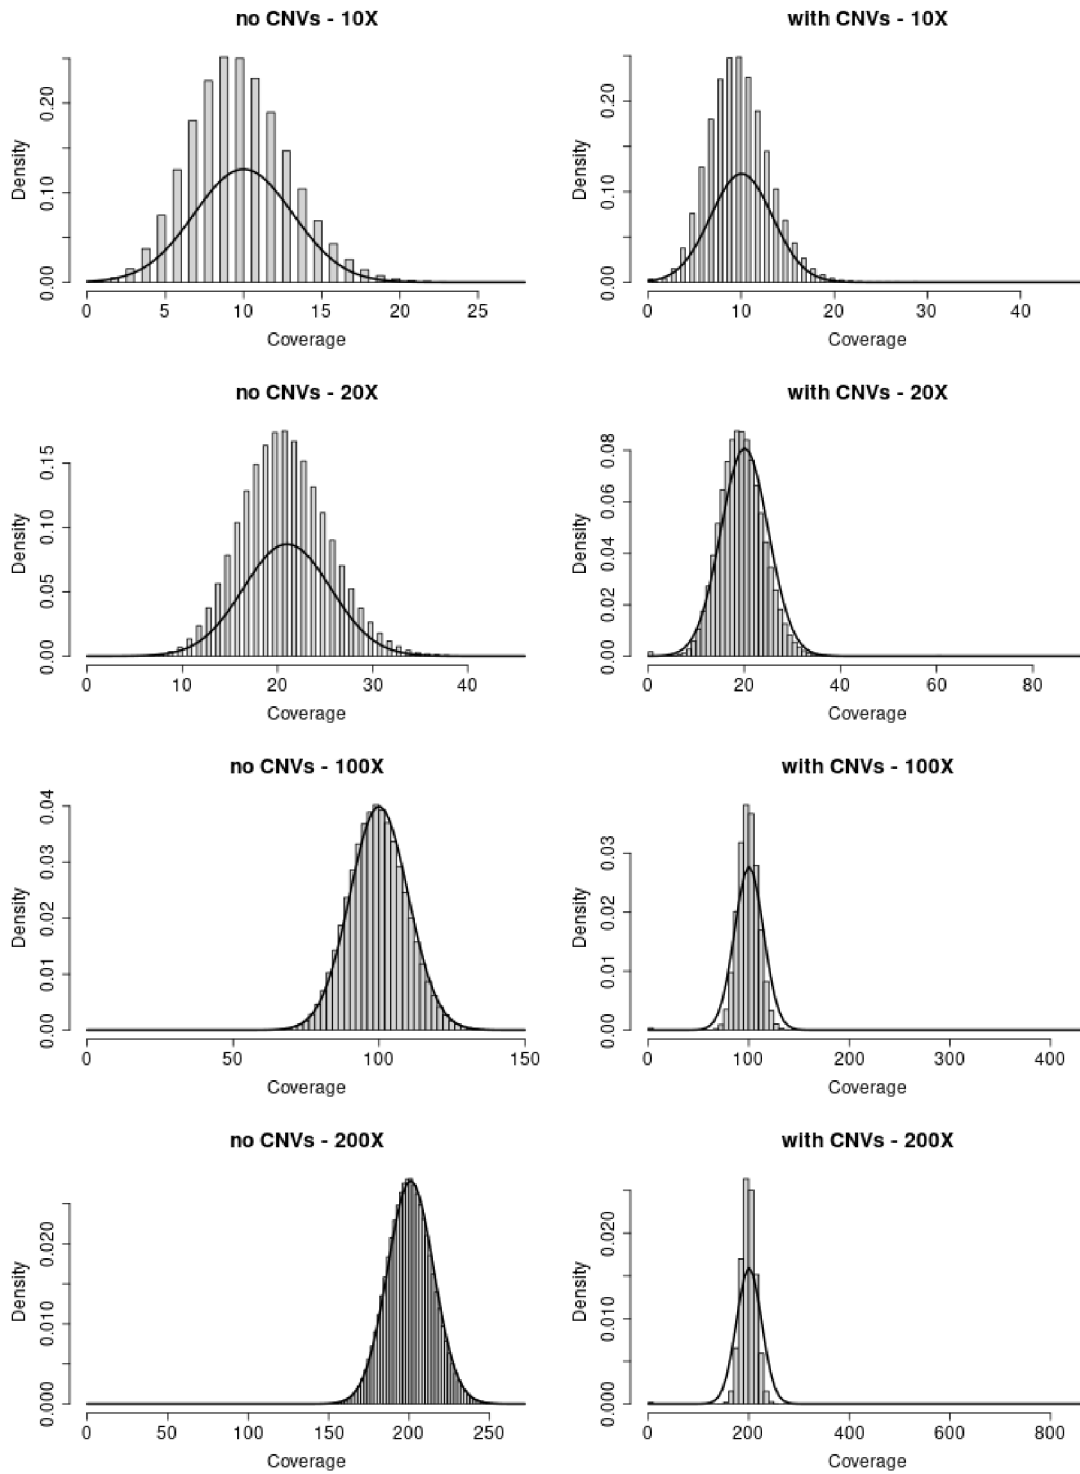 no CNVs - 10X
with CNVs - 10X
Density
0.00 0.10 0.20
0 5 10 15 20 25
Coverage
Density
0.00 0.10 0.20
0 10 20 30 40
Coverage
no CNVs - 20X
with CNVs - 20X
Density
0.00 0.05 0.10 0.15
0 10 20 30 40
Coverage
Density
0.00 0.02 0.04 0.06 0.08
0 20 40 60 80
Coverage
no CNVs - 100X
with CNVs - 100X
Density
0.00 0.01 0.02 0.03 0.04
0 50 100 150
Coverage
Density
0.00 0.01 0.02 0.03
0 100 200 300 400
Coverage
no CNVs - 200X
with CNVs - 200X
Density
0.000 0.010 0.020
0 50 100 150 200 250
Coverage
Density
0.000 0.010 0.020
0 200 400 600 800
Coverage